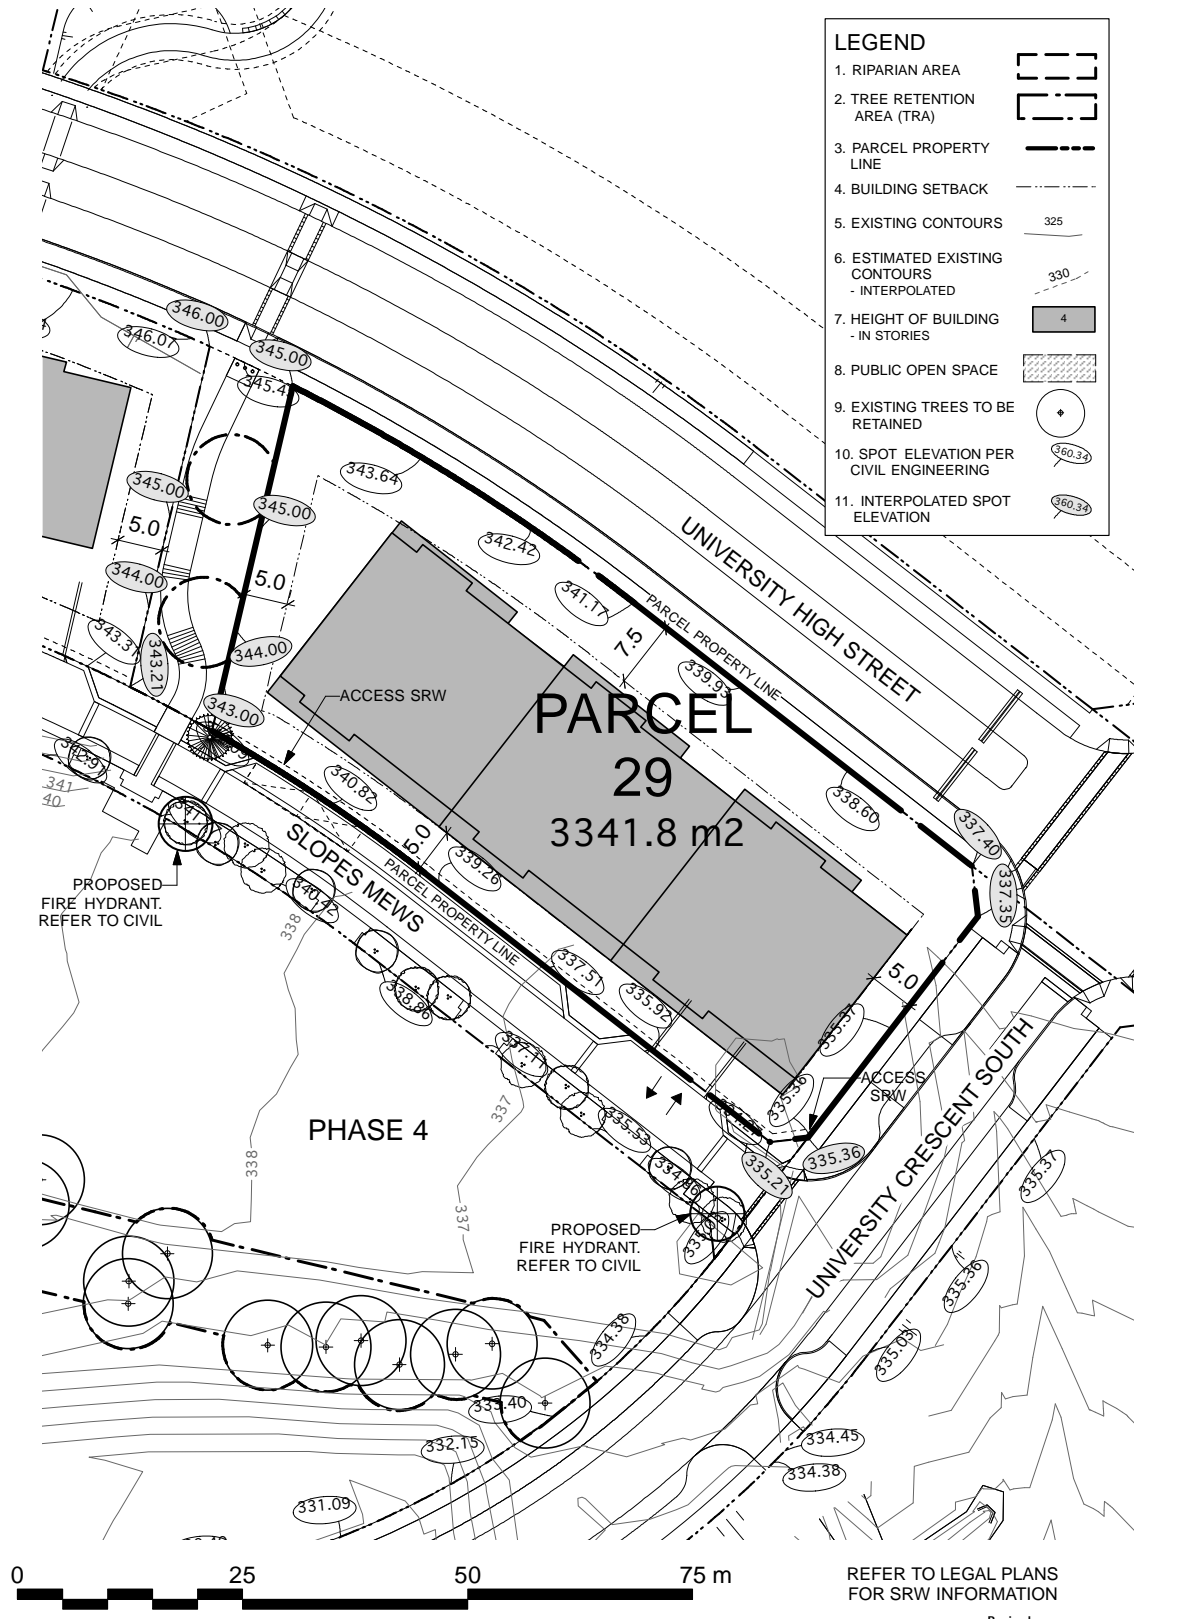 LEGEND
1. RIPARIAN AREA
2. TREE RETENTION
AREA (TRA)
3. PARCEL PROPERTY
LINE
4. BUILDING SETBACK
5. EXISTING CONTOURS
325
6. ESTIMATED EXISTING
CONTOURS
- INTERPOLATED
330
7. HEIGHT OF BUILDING
- IN STORIES
4
8. PUBLIC OPEN SPACE
9. EXISTING TREES TO BE
RETAINED
10. SPOT ELEVATION PER
CIVIL ENGINEERING
360.34
11. INTERPOLATED SPOT
ELEVATION
360.34
346.00
346.07
345.00
343.64
345.00
345.00
5.0
342.42
344.00
5.0
341.17
PARCEL PROPERTY LINE
UNIVERSITY HIGH STREET
7.5
343.37
343.21
344.00
339.93
343.00
ACCESS SRW
PARCEL
29
3341.8 m2
342.97
341
40
340.82
338.60
337.40
337.35
SLOPES MEWS
5.0
339.26
PARCEL PROPERTY LINE
PROPOSED
FIRE HYDRANT.
REFER TO CIVIL
340.42
338
337.51
335.92
5.0
338.86
335.37
337.11
337
335.36
ACCESS
SRW
UNIVERSITY CRESCENT SOUTH
PHASE 4
335.53
338
335.36
335.21
334.96
335.37
337
PROPOSED
FIRE HYDRANT.
REFER TO CIVIL
335.36
334.38
335.03
333.40
332.15
334.45
334.38
331.09
0
25
50
75 m
REFER TO LEGAL PLANS
FOR SRW INFORMATION